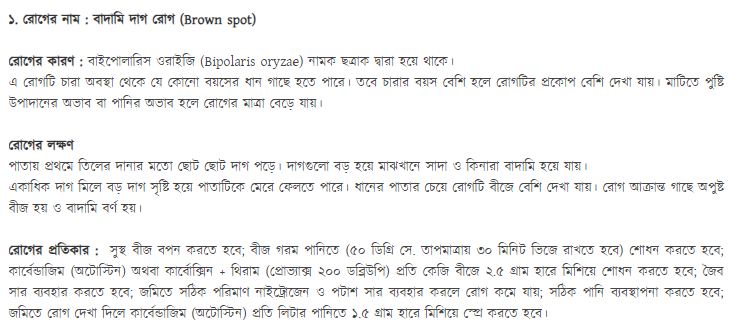 ১. রোগের নাম : বাদামি দাগ রোগ (Brown spot)
রোগের কারণ : বাইপোলারিস ওরাইজি (Bipolaris oryzae) নামক ছত্রাক দ্বারা হয়ে থাকে।
এ রোগটি চারা অবস্থা থেকে যে কোনো বয়সের ধান গাছে হতে পারে। তবে চারার বয়স বেশি হলে রোগটির প্রকোপ বেশি দেখা যায়। মাটিতে পুষ্টি
উপাদানের অভাব বা পানির অভাব হলে রোগের মাত্রা বেড়ে যায়।
রোগের লক্ষণ
পাতায় প্রথমে তিলের দানার মতো ছোট ছোট দাগ পড়ে। দাগগুলো বড় হয়ে মাঝখানে সাদা ও কিনারা বাদামি হয়ে যায়।
একাধিক দাগ মিলে বড় দাগ সৃষ্টি হয়ে পাতাটিকে মেরে ফেলতে পারে। ধানের পাতার চেয়ে রোগটি বীজে বেশি দেখা যায়। রোগ আক্রান্ত গাছে অপুষ্ট
বীজ হয় ও বাদামি বর্ণ হয়।
রোগের প্রতিকার : সুস্থ বীজ বপন করতে হবে; বীজ গরম পানিতে (৫০ ডিগ্রি সে. তাপমাত্রায় ৩০ মিনিট ভিজে রাখতে হবে) শোধন করতে হবে;
কার্বেন্ডাজিম (অটোস্টিন) অথবা কার্বোক্সিন + থিরাম (প্রোভ্যাক্স ২০০ ডব্লিউপি) প্রতি কেজি বীজে ২.৫ গ্রাম হারে মিশিয়ে শোধন করতে হবে; জৈব
সার ব্যবহার করতে হবে; জমিতে সঠিক পরিমাণ নাইট্রোজেন ও পটাশ সার ব্যবহার করলে রোগ কমে যায়; সঠিক পানি ব্যবস্থাপনা করতে হবে;
জমিতে রোগ দেখা দিলে কার্বেন্ডাজিম (অটোস্টিন) প্রতি লিটার পানিতে ১.৫ গ্রাম হারে মিশিয়ে স্প্রে করতে হবে।